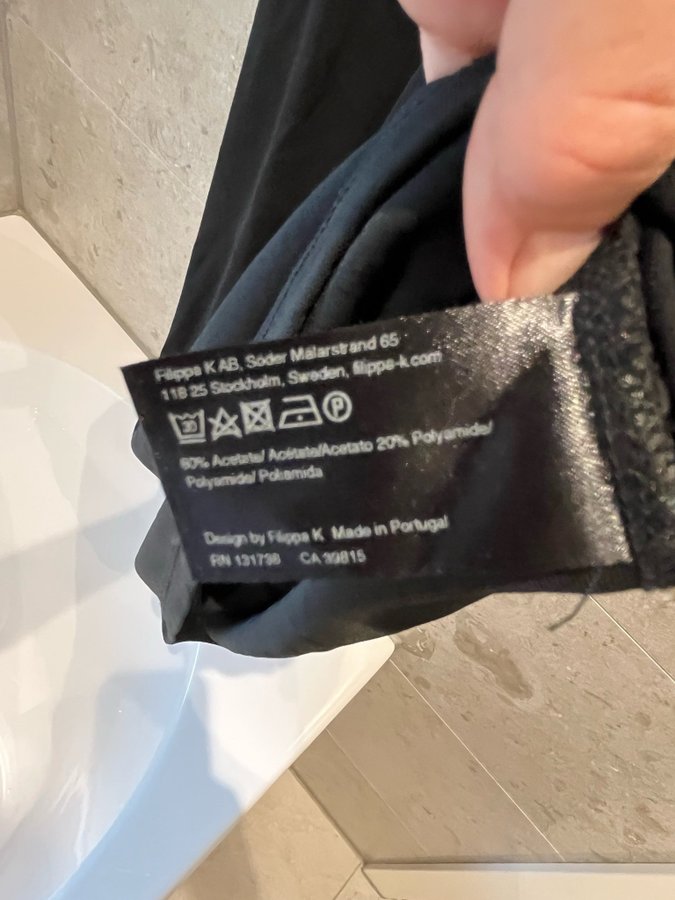 Filippa K AB, Söder Mälarstrand 65
118 25 Stockholm, Sweden, filippa-k.com
30 P
80% Acetate/ Acétate/Acetato 20% Polyamide/
Polyamide/ Poliamida
Design by Filippa K Made in Portugal
RN 131738 CA 39815